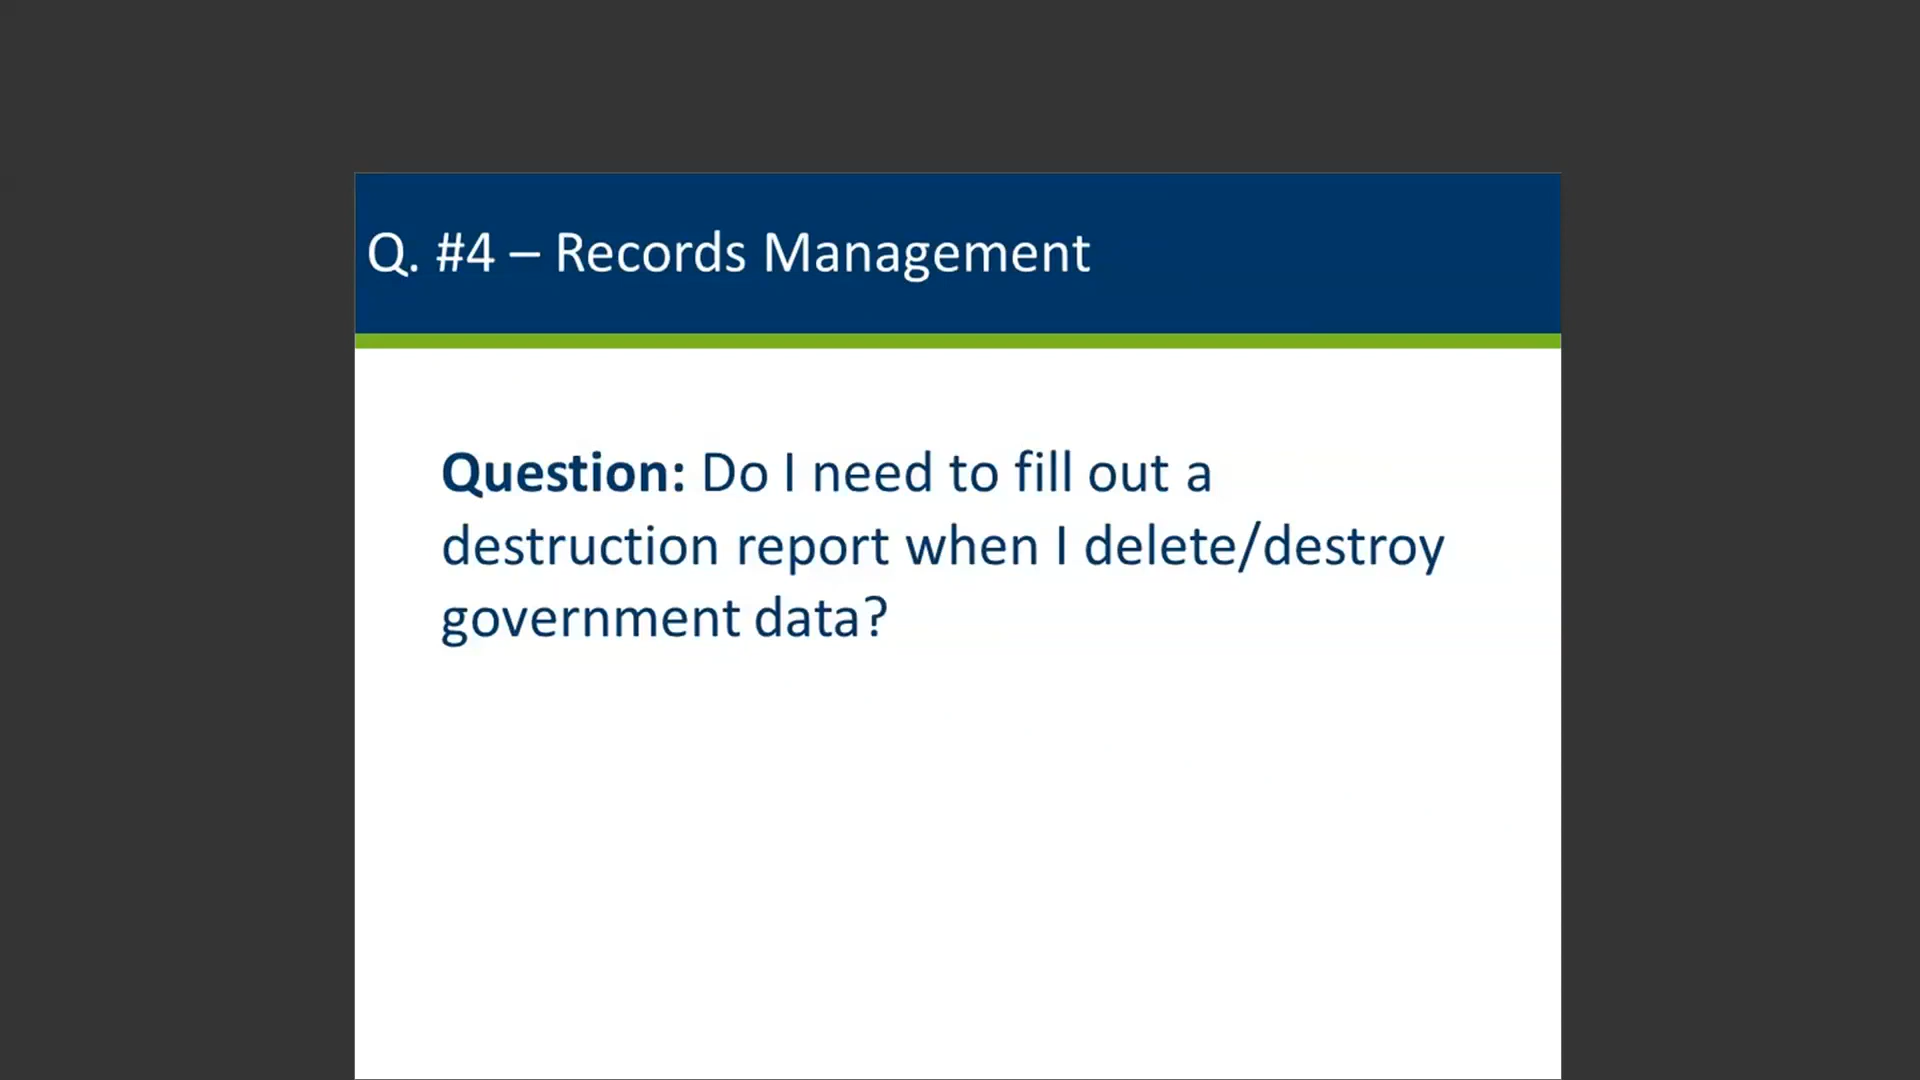 Q. #4 – Records Management
Question: Do I need to fill out a
destruction report when I delete/destroy
government data?